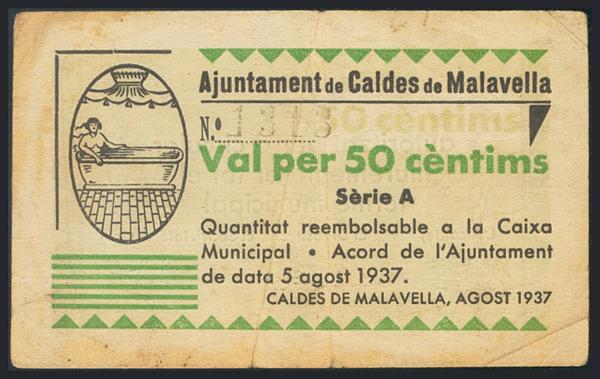 Ajuntament de Caldes de Malavella
N.º 1313
Val per 50 cèntims
Sèrie A
Quantitat reemborsable a la Caixa
Municipal • Acord de l'Ajuntament
de data 5 agost 1937.
CALDES DE MALAVELLA, AGOST 1937